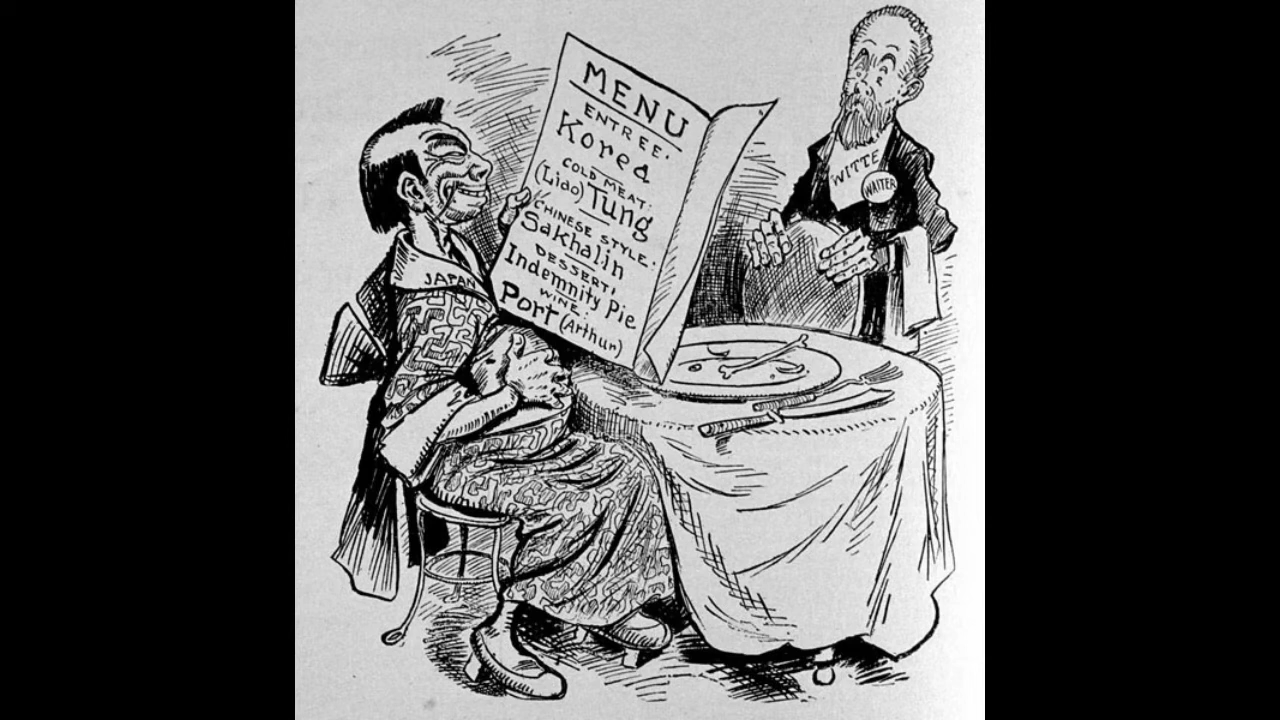 MENU
ENTREE.
Korea
COLD MEAT.
(Liao) Tung
"CHINESE STYLE.
Sakhalin
DESSERT,
Indemnity Pie
WINE:
Port (Arthur)
JAPAN
WITTE
WAITER